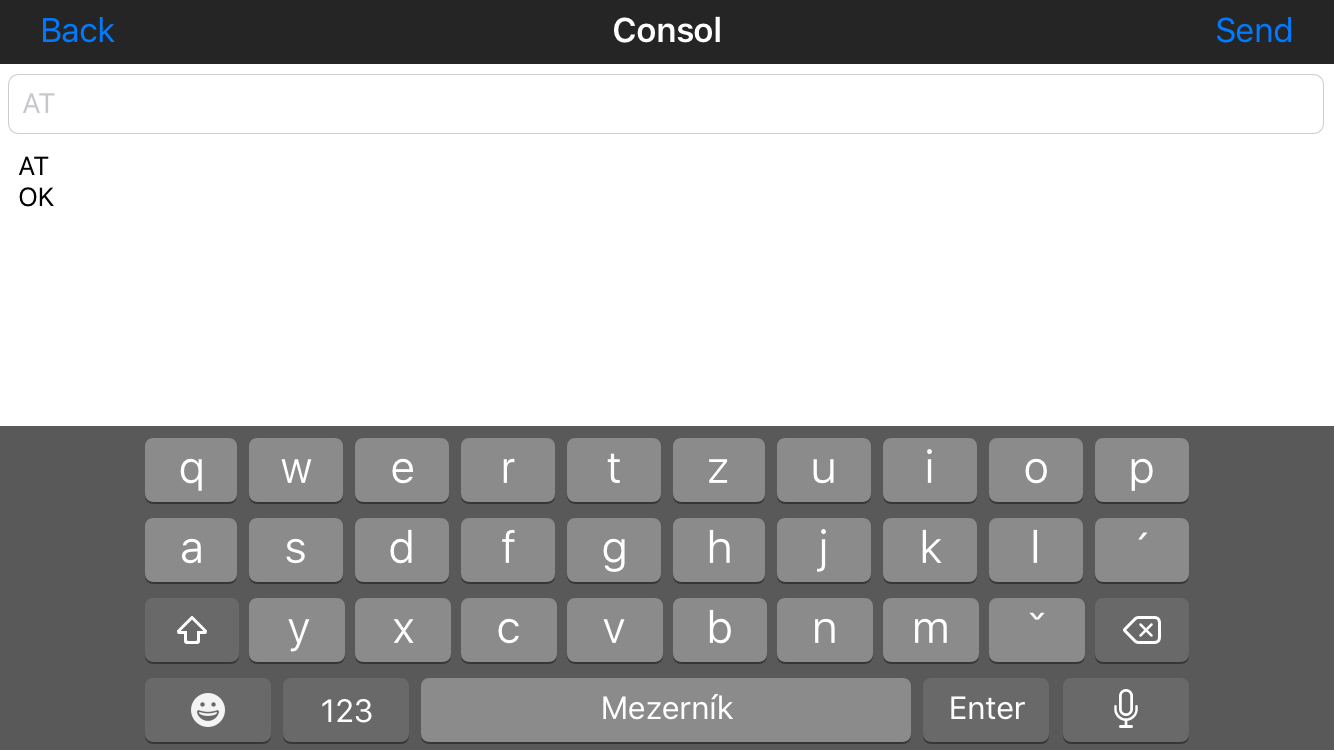 Back Consol Send
AT
AT
OK
q w e r t z u i o p
a s d f g h j k l ´
y x c v b n m ˇ
123 Mezerník Enter